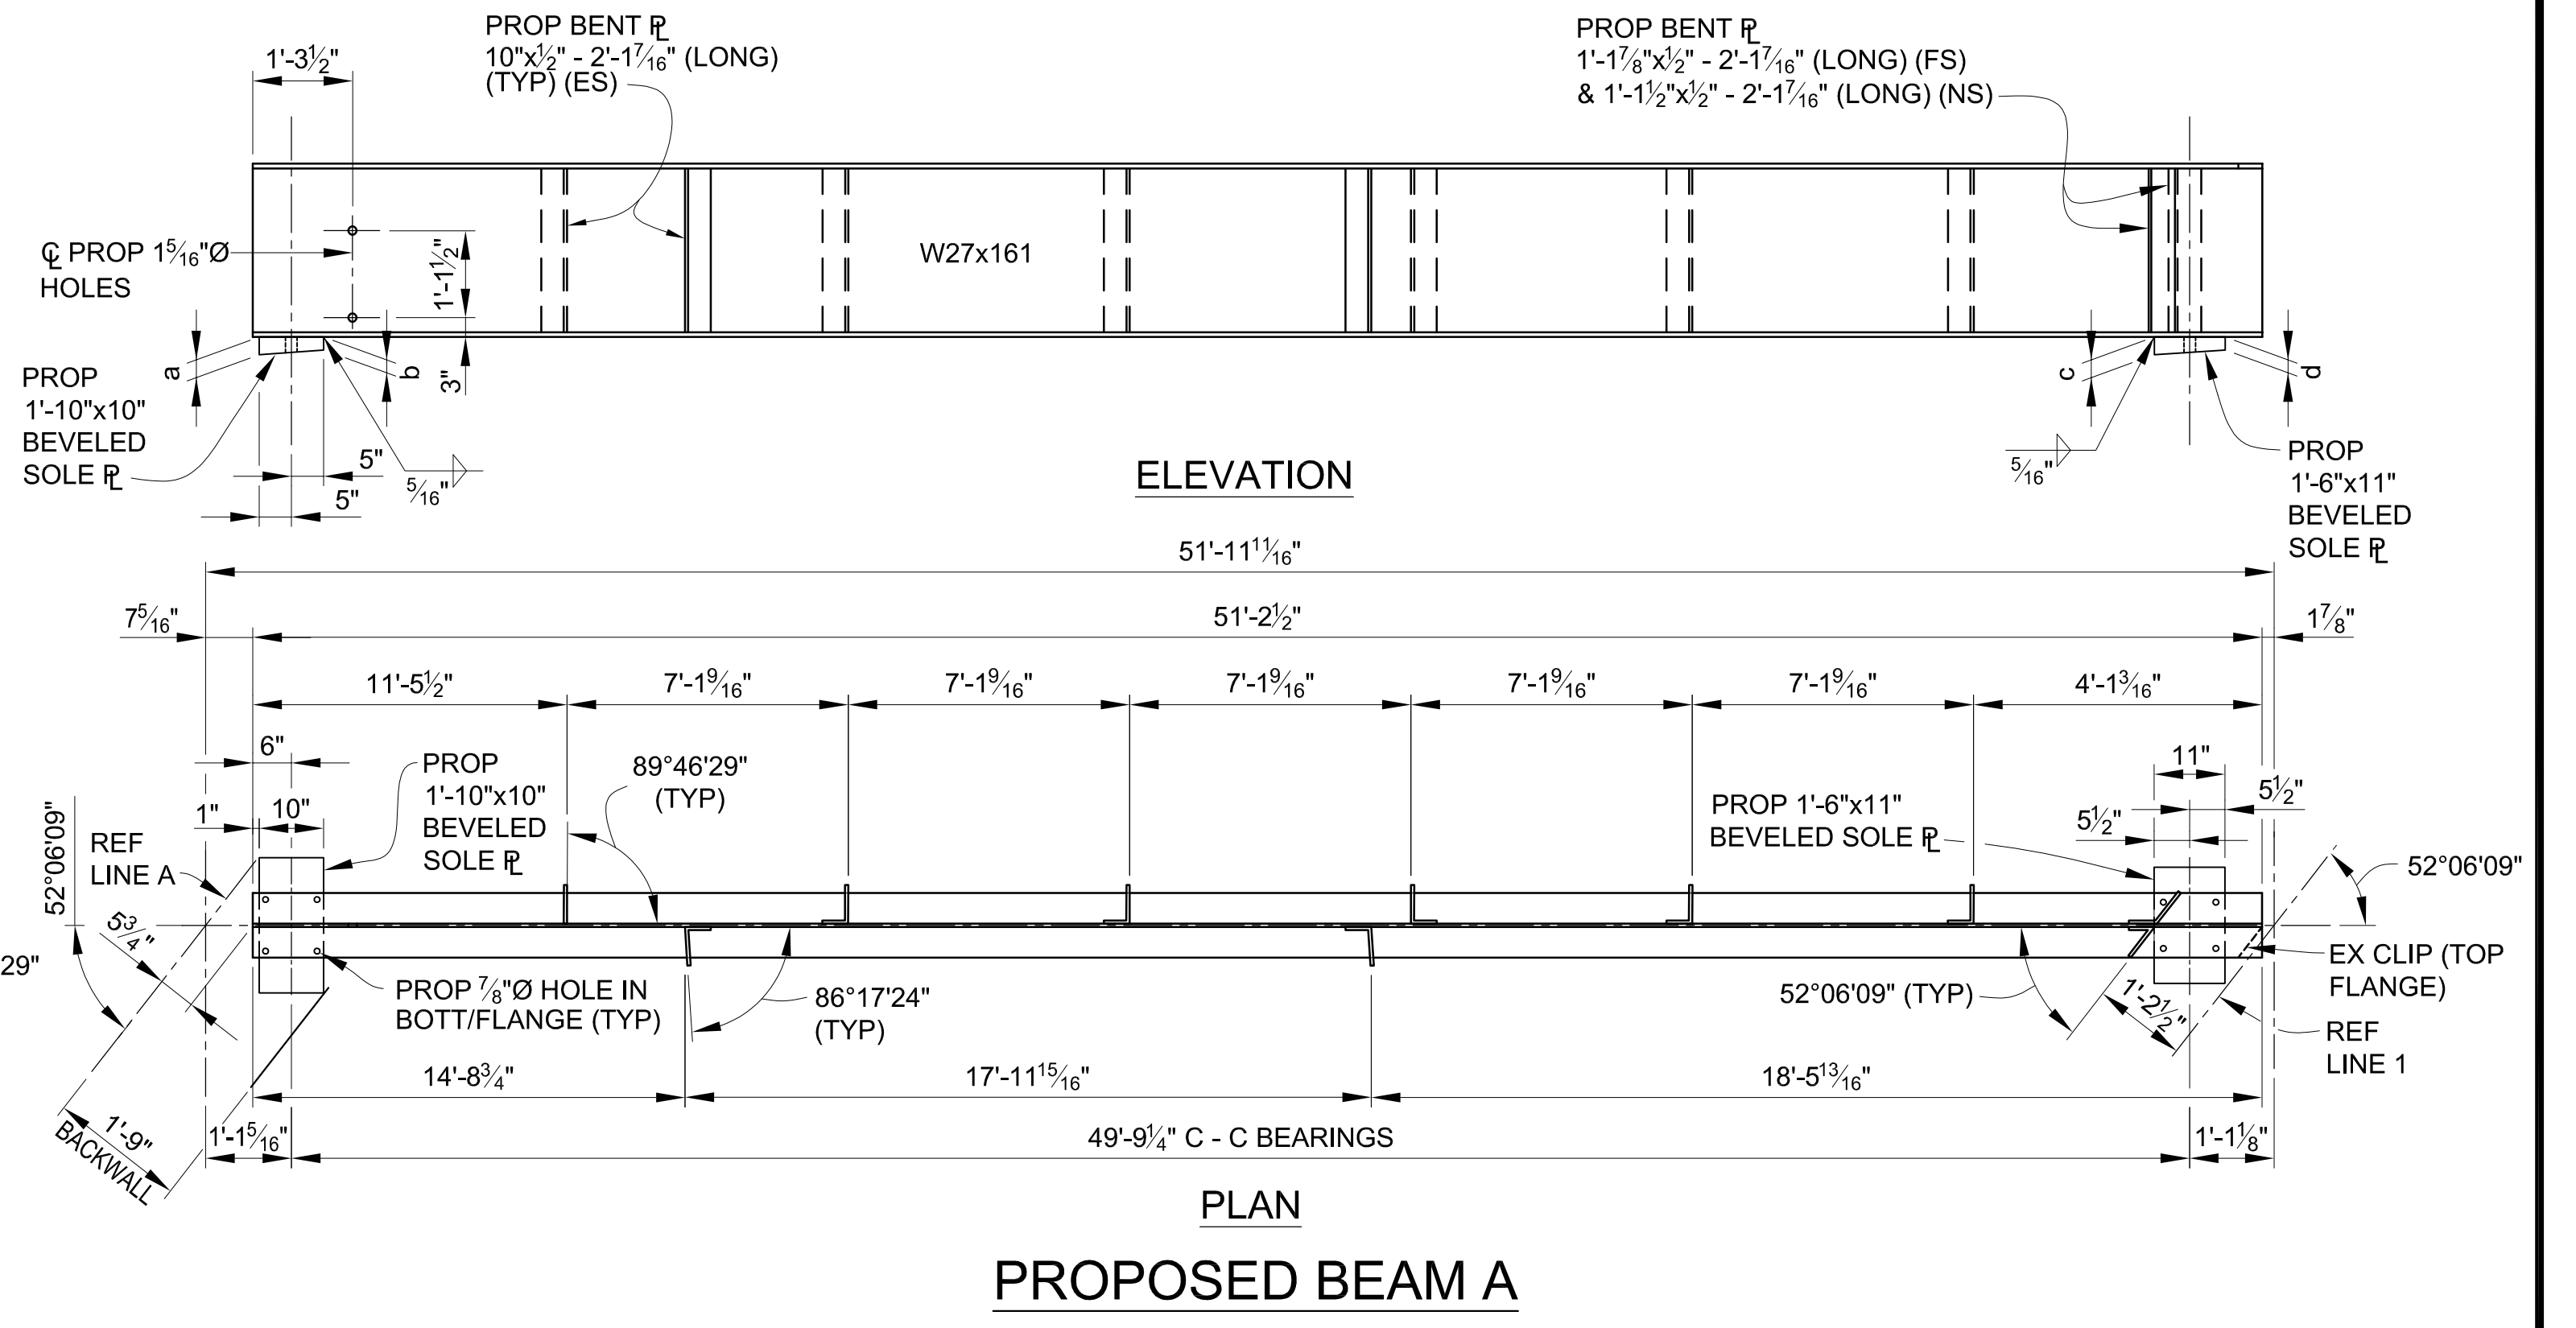 PROP BENT ℙL
10"x½" - 2'-1⁷⁄₁₆" (LONG)
(TYP) (ES)
PROP BENT ℙL
1'-1⅞"x½" - 2'-1⁷⁄₁₆" (LONG) (FS)
& 1'-1½"x½" - 2'-1⁷⁄₁₆" (LONG) (NS)
1'-3½"
℄ PROP 1⁵⁄₁₆"Ø
HOLES
1'-1½"
W27x161
a
b
3"
c
d
PROP
1'-10"x10"
BEVELED
SOLE ℙL
5"
5"
⁵⁄₁₆"
⁵⁄₁₆"
PROP
1'-6"x11"
BEVELED
SOLE ℙL
ELEVATION
51'-11¹¹⁄₁₆"
7⁵⁄₁₆"
51'-2½"
1⅞"
11'-5½"
7'-1⁹⁄₁₆"
7'-1⁹⁄₁₆"
7'-1⁹⁄₁₆"
7'-1⁹⁄₁₆"
7'-1⁹⁄₁₆"
4'-1³⁄₁₆"
6"
1"
10"
PROP
1'-10"x10"
BEVELED
SOLE ℙL
89°46'29"
(TYP)
PROP 1'-6"x11"
BEVELED SOLE ℙL
11"
5½"
5½"
52°06'09"
REF
LINE A
5¾"
29"
52°06'09"
PROP ⅞"Ø HOLE IN
BOTT/FLANGE (TYP)
86°17'24"
(TYP)
52°06'09" (TYP)
1'-2½"
EX CLIP (TOP
FLANGE)
REF
LINE 1
14'-8¾"
17'-11¹⁵⁄₁₆"
18'-5¹³⁄₁₆"
1'-9"
BACKWALL
1'-1⁵⁄₁₆"
49'-9¼" C - C BEARINGS
1'-1⅛"
PLAN
PROPOSED BEAM A